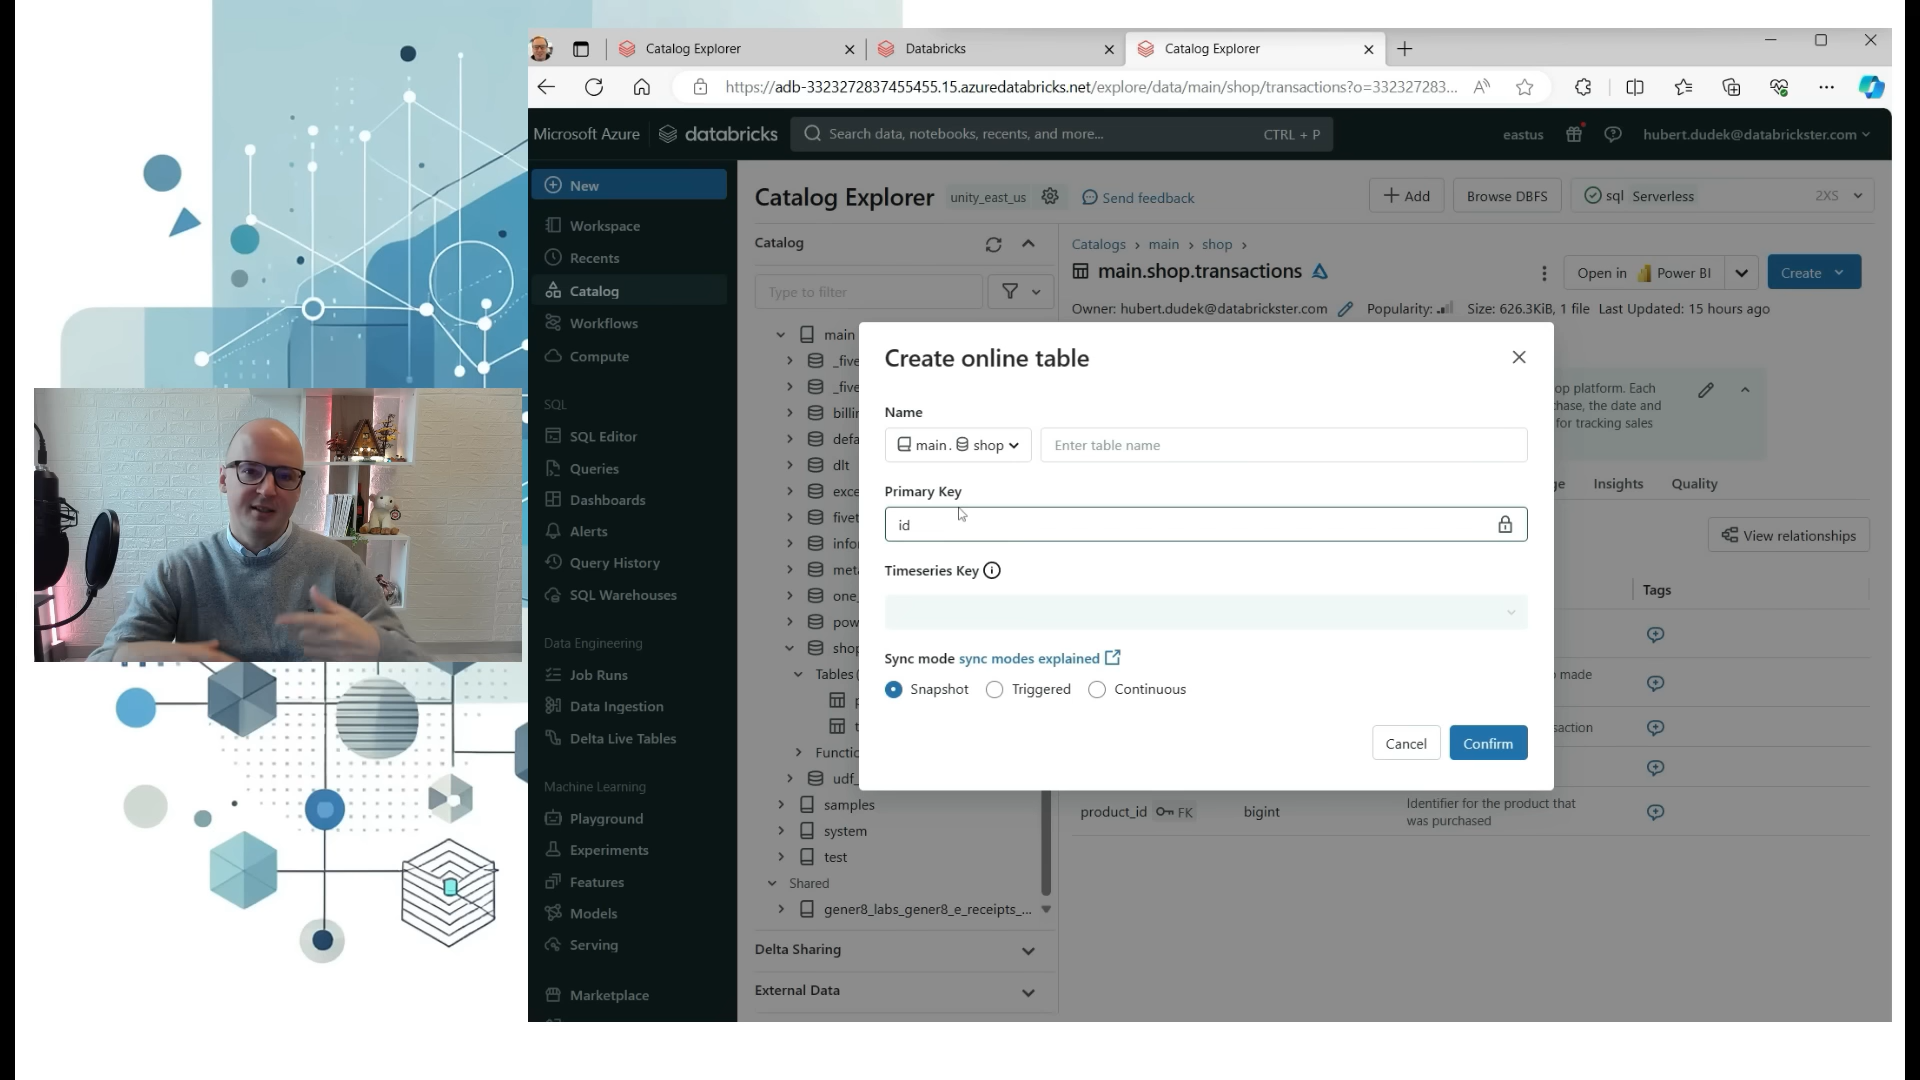 Catalog Explorer
Databricks
Catalog Explorer
https://adb-3323272837455455.15.azuredatabricks.net/explore/data/main/shop/transactions?o=332327283...
Microsoft Azure
databricks
Search data, notebooks, recents, and more...
CTRL + P
eastus
hubert.dudek@databrickster.com
New
Workspace
Recents
Catalog
Workflows
Compute
SQL
SQL Editor
Queries
Dashboards
Alerts
Query History
SQL Warehouses
Data Engineering
Job Runs
Data Ingestion
Delta Live Tables
Machine Learning
Playground
Experiments
Features
Models
Serving
Marketplace
Catalog Explorer
unity_east_us
Send feedback
Add
Browse DBFS
sql Serverless
2XS
Catalog
Type to filter
main
_five
_five
billin
defa
dlt
exce
fivet
infor
meta
one_
pow
shop
Tables (
p
t
Functio
udf_
samples
system
test
Shared
gener8_labs_gener8_e_receipts_...
Delta Sharing
External Data
Catalogs > main > shop >
main.shop.transactions
Open in Power BI
Create
Owner: hubert.dudek@databrickster.com
Popularity:
Size: 626.3KiB, 1 file
Last Updated: 15 hours ago
op platform. Each
hase, the date and
for tracking sales
ge
Insights
Quality
View relationships
Tags
made
saction
product_id FK
bigint
Identifier for the product that
was purchased
Create online table
Name
main. shop
Enter table name
Primary Key
id
Timeseries Key
Sync mode sync modes explained
Snapshot
Triggered
Continuous
Cancel
Confirm